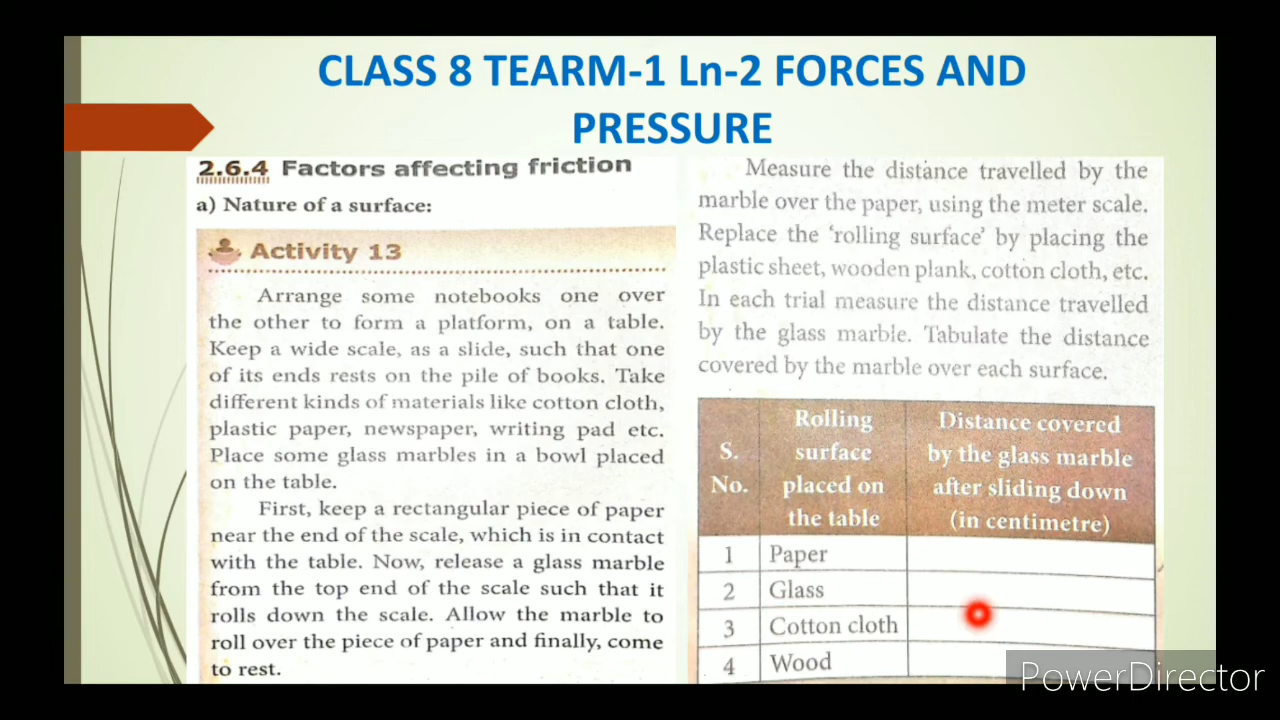 CLASS 8 TEARM-1 Ln-2 FORCES AND
PRESSURE
2.6.4 Factors affecting friction
a) Nature of a surface:
Activity 13
Arrange some notebooks one over
the other to form a platform, on a table.
Keep a wide scale, as a slide, such that one
of its ends rests on the pile of books. Take
different kinds of materials like cotton cloth,
plastic paper, newspaper, writing pad etc.
Place some glass marbles in a bowl placed
on the table.
First, keep a rectangular piece of paper
near the end of the scale, which is in contact
with the table. Now, release a glass marble
from the top end of the scale such that it
rolls down the scale. Allow the marble to
roll over the piece of paper and finally, come
to rest.
Measure the distance travelled by the
marble over the paper, using the meter scale.
Replace the ‘rolling surface’ by placing the
plastic sheet, wooden plank, cotton cloth, etc.
In each trial measure the distance travelled
by the glass marble. Tabulate the distance
covered by the marble over each surface.
S.
No.
Rolling
surface
placed on
the table
Distance covered
by the glass marble
after sliding down
(in centimetre)
1 Paper
2 Glass
3 Cotton cloth
4 Wood
PowerDirector